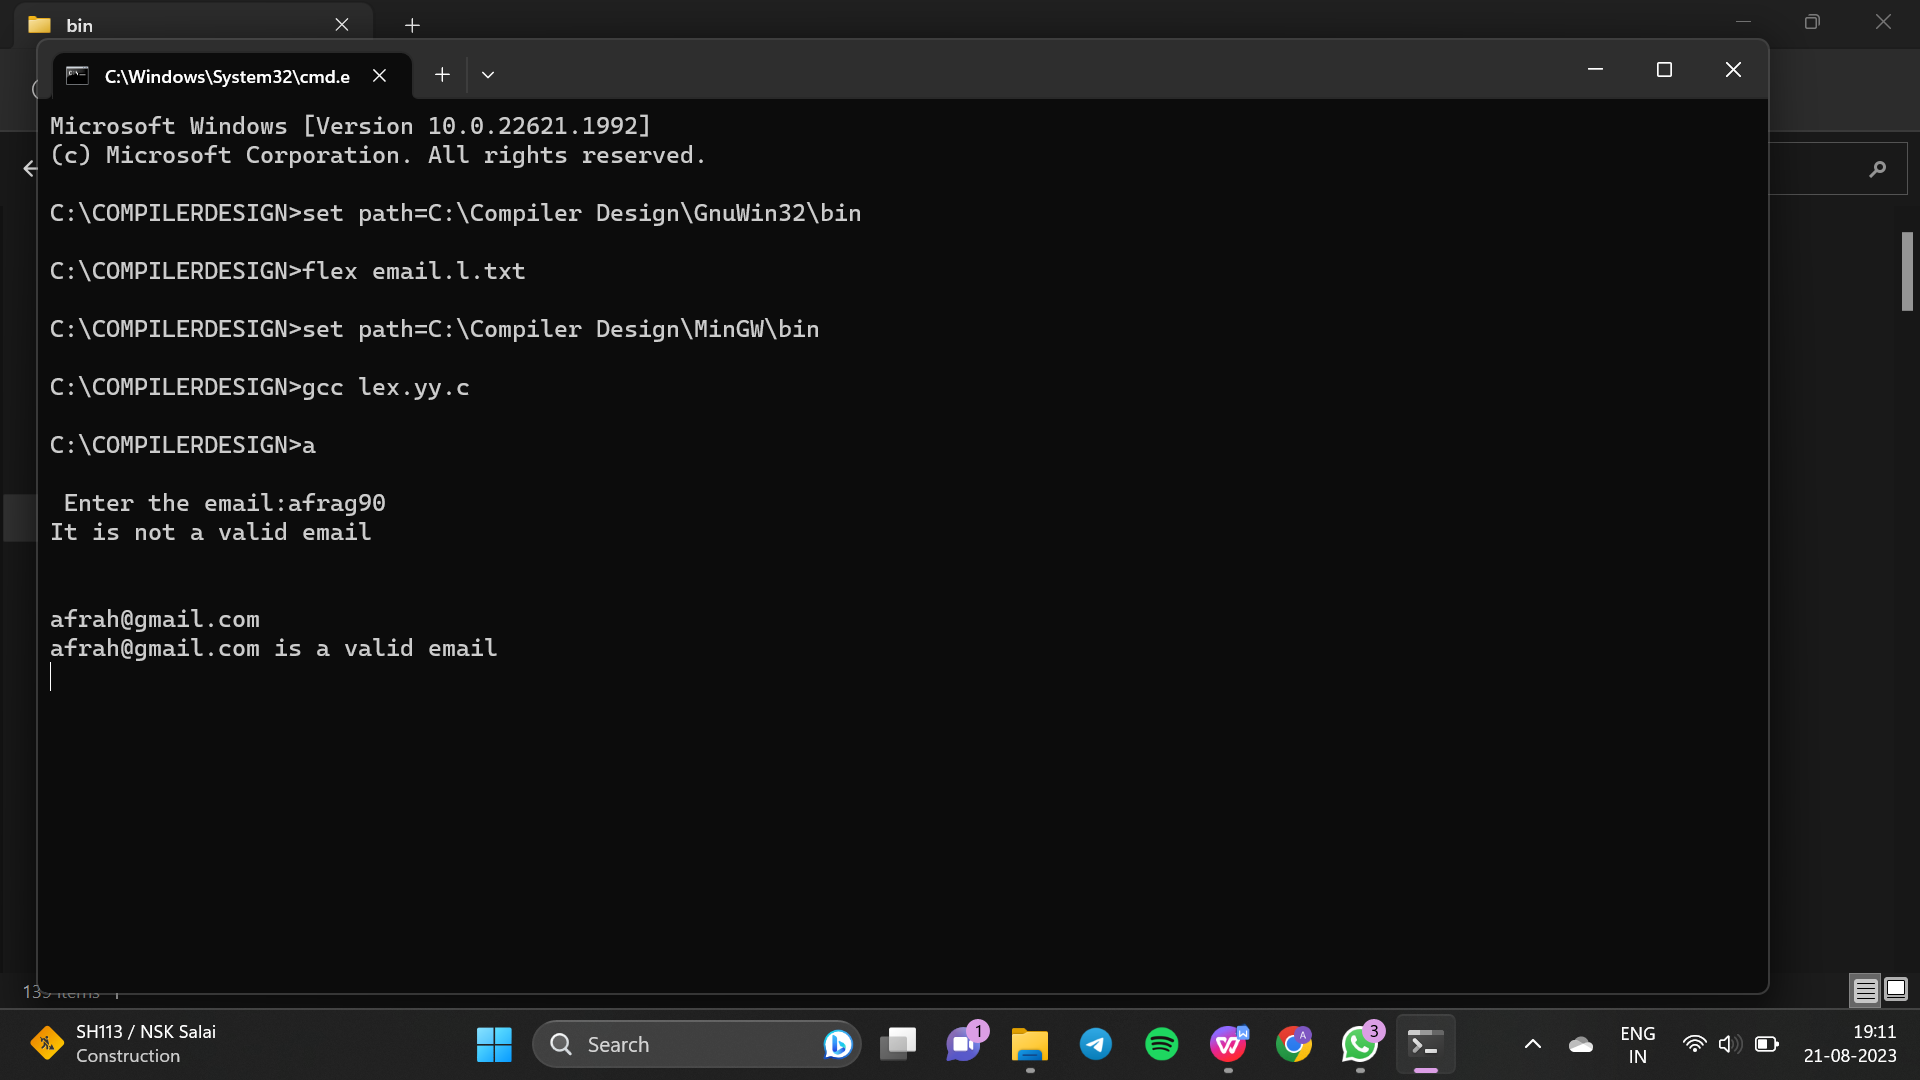 bin
C:\Windows\System32\cmd.e
Microsoft Windows [Version 10.0.22621.1992]
(c) Microsoft Corporation. All rights reserved.
C:\COMPILERDESIGN>set path=C:\Compiler Design\GnuWin32\bin
C:\COMPILERDESIGN>flex email.l.txt
C:\COMPILERDESIGN>set path=C:\Compiler Design\MinGW\bin
C:\COMPILERDESIGN>gcc lex.yy.c
C:\COMPILERDESIGN>a
Enter the email:afrag90
It is not a valid email
afrah@gmail.com
afrah@gmail.com is a valid email
SH113 / NSK Salai
Construction
Search
1
3
ENG
IN
19:11
21-08-2023